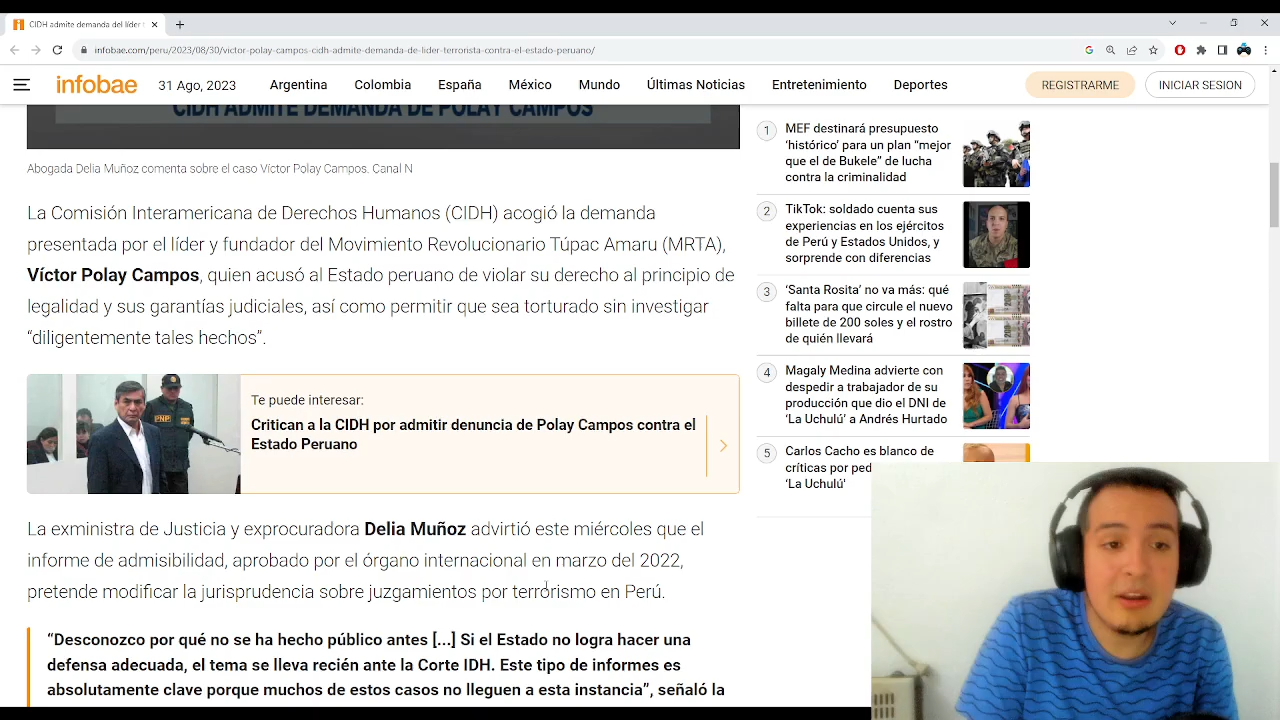 CIDH admite demanda del líder t
infobae.com/peru/2023/08/30/victor-polay-campos-cidh-admite-demanda-de-lider-terrorista-contra-el-estado-peruano/
infobae
31 Ago, 2023
Argentina
Colombia
España
México
Mundo
Últimas Noticias
Entretenimiento
Deportes
REGISTRARME
INICIAR SESION
CIDH ADMITE DEMANDA DE POLAY CAMPOS
Abogada Delia Muñoz comenta sobre el caso Víctor Polay Campos. Canal N
La Comisión Interamericana de Derechos Humanos (CIDH) acogió la demanda
presentada por el líder y fundador del Movimiento Revolucionario Túpac Amaru (MRTA),
Víctor Polay Campos, quien acusó al Estado peruano de violar su derecho al principio de
legalidad y sus garantías judiciales, así como permitir que sea torturado sin investigar
“diligentemente tales hechos”.
PNP
Te puede interesar:
Critican a la CIDH por admitir denuncia de Polay Campos contra el
Estado Peruano
La exministra de Justicia y exprocuradora Delia Muñoz advirtió este miércoles que el
informe de admisibilidad, aprobado por el órgano internacional en marzo del 2022,
pretende modificar la jurisprudencia sobre juzgamientos por terrorismo en Perú.
“Desconozco por qué no se ha hecho público antes [...] Si el Estado no logra hacer una
defensa adecuada, el tema se lleva recién ante la Corte IDH. Este tipo de informes es
absolutamente clave porque muchos de estos casos no lleguen a esta instancia”, señaló la
1
MEF destinará presupuesto
‘histórico’ para un plan “mejor
que el de Bukele” de lucha
contra la criminalidad
2
TikTok: soldado cuenta sus
experiencias en los ejércitos
de Perú y Estados Unidos, y
sorprende con diferencias
3
‘Santa Rosita’ no va más: qué
falta para que circule el nuevo
billete de 200 soles y el rostro
de quién llevará
4
Magaly Medina advierte con
despedir a trabajador de su
producción que dio el DNI de
‘La Uchulú’ a Andrés Hurtado
5
Carlos Cacho es blanco de
críticas por ped
‘La Uchulú’